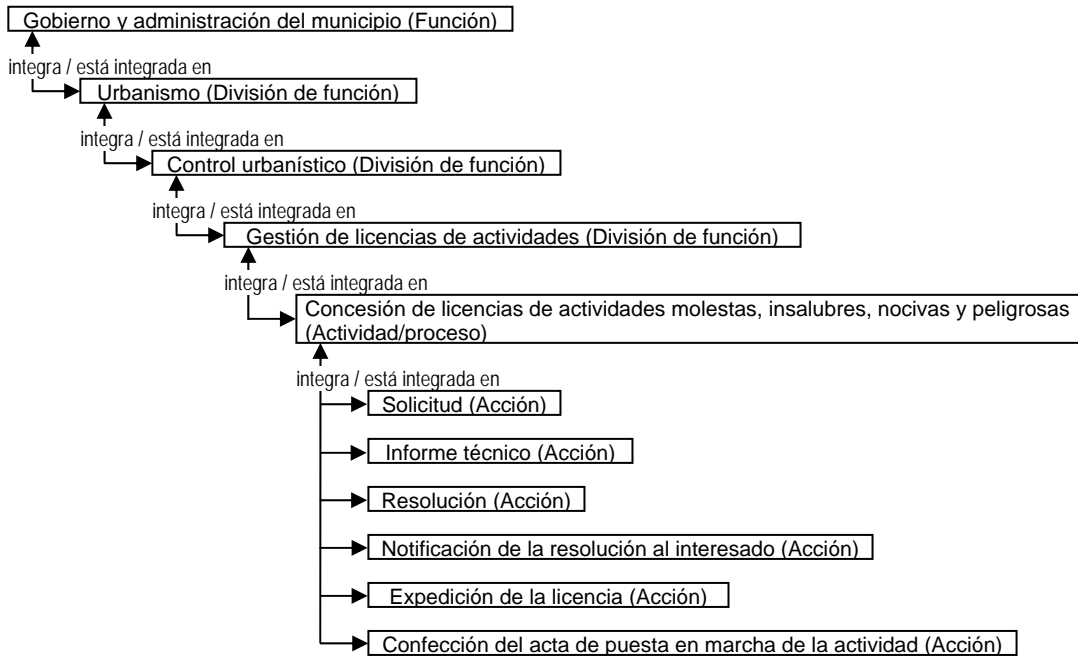 Gobierno y administración del municipio (Función)
integra / está integrada en
Urbanismo (División de función)
integra / está integrada en
Control urbanístico (División de función)
integra / está integrada en
Gestión de licencias de actividades (División de función)
integra / está integrada en
Concesión de licencias de actividades molestas, insalubres, nocivas y peligrosas
(Actividad/proceso)
integra / está integrada en
Solicitud (Acción)
Informe técnico (Acción)
Resolución (Acción)
Notificación de la resolución al interesado (Acción)
Expedición de la licencia (Acción)
Confección del acta de puesta en marcha de la actividad (Acción)